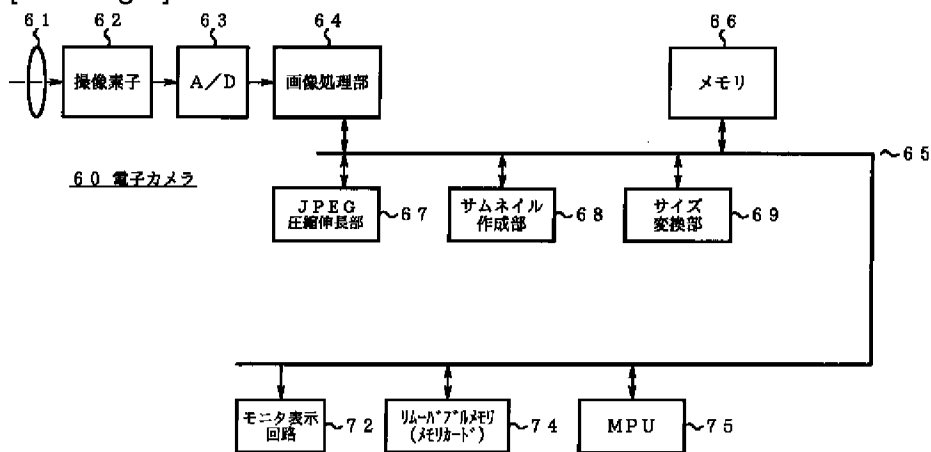 61
62
63
64
66
撮像素子
A／D
画像処理部
メモリ
65
60 電子カメラ
JPEG
圧縮伸長部
67
サムネイル
作成部
68
サイズ
変換部
69
モニタ表示
回路
72
リムーバブルメモリ
(メモリカード)
74
MPU
75